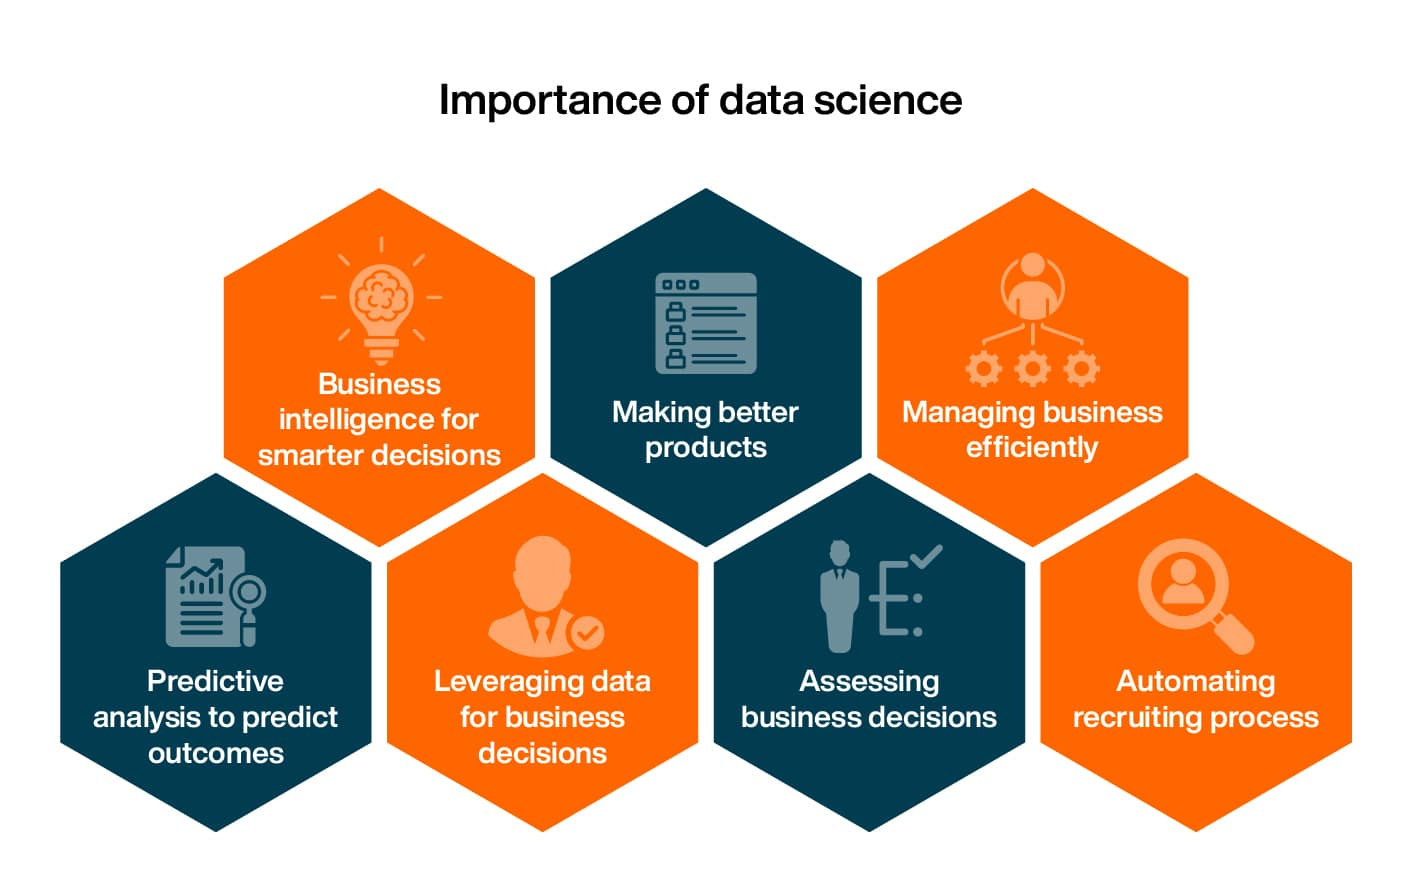 Importance of data science
Business
intelligence for
smarter decisions
Making better
products
Managing business
efficiently
Predictive
analysis to predict
outcomes
Leveraging data
for business
decisions
Assessing
business decisions
Automating
recruiting process